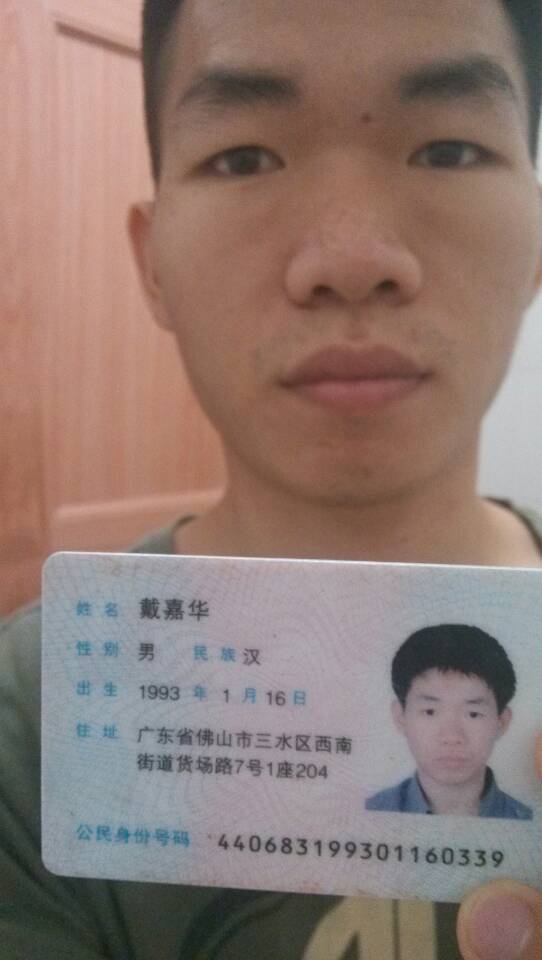 姓名 戴嘉华
性别 男 民族 汉
出生 1993 年 1 月 16 日
住址 广东省佛山市三水区西南
街道货场路7号1座204
公民身份号码 440683199301160339